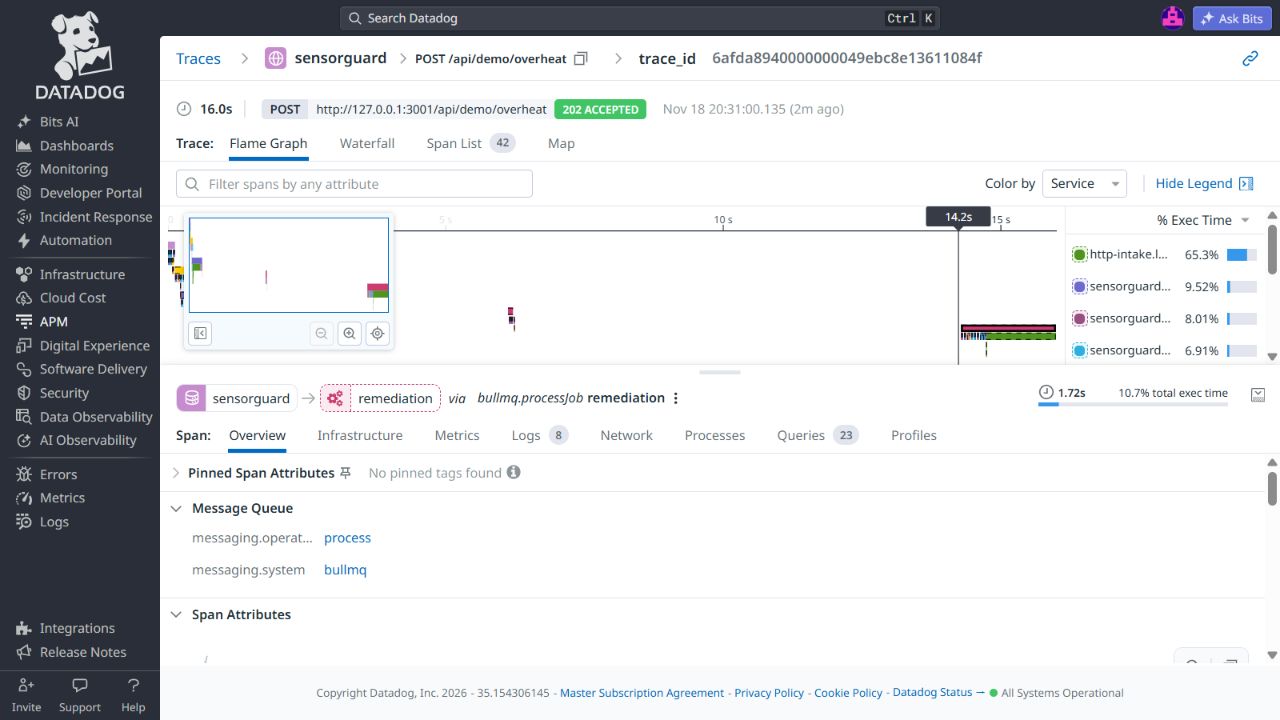 Search Datadog
Ctrl K
Ask Bits
DATADOG
Bits AI
Dashboards
Monitoring
Developer Portal
Incident Response
Automation
Infrastructure
Cloud Cost
APM
Digital Experience
Software Delivery
Security
Data Observability
AI Observability
Errors
Metrics
Logs
Integrations
Release Notes
Invite
Support
Help
Traces
sensorguard
POST /api/demo/overheat
trace_id 6afda8940000000049ebc8e13611084f
16.0s
POST http://127.0.0.1:3001/api/demo/overheat 202 ACCEPTED Nov 18 20:31:00.135 (2m ago)
Trace: Flame Graph Waterfall Span List 42 Map
Filter spans by any attribute
Color by Service
Hide Legend
0 5 s 10 s 14.2s 15 s
% Exec Time
http-intake.l... 65.3%
sensorguard... 9.52%
sensorguard... 8.01%
sensorguard... 6.91%
sensorguard → remediation via bullmq.processJob remediation
1.72s 10.7% total exec time
Span: Overview Infrastructure Metrics Logs 8 Network Processes Queries 23 Profiles
Pinned Span Attributes No pinned tags found
Message Queue
messaging.operat... process
messaging.system bullmq
Span Attributes
Copyright Datadog, Inc. 2026 - 35.154306145 - Master Subscription Agreement - Privacy Policy - Cookie Policy - Datadog Status → All Systems Operational